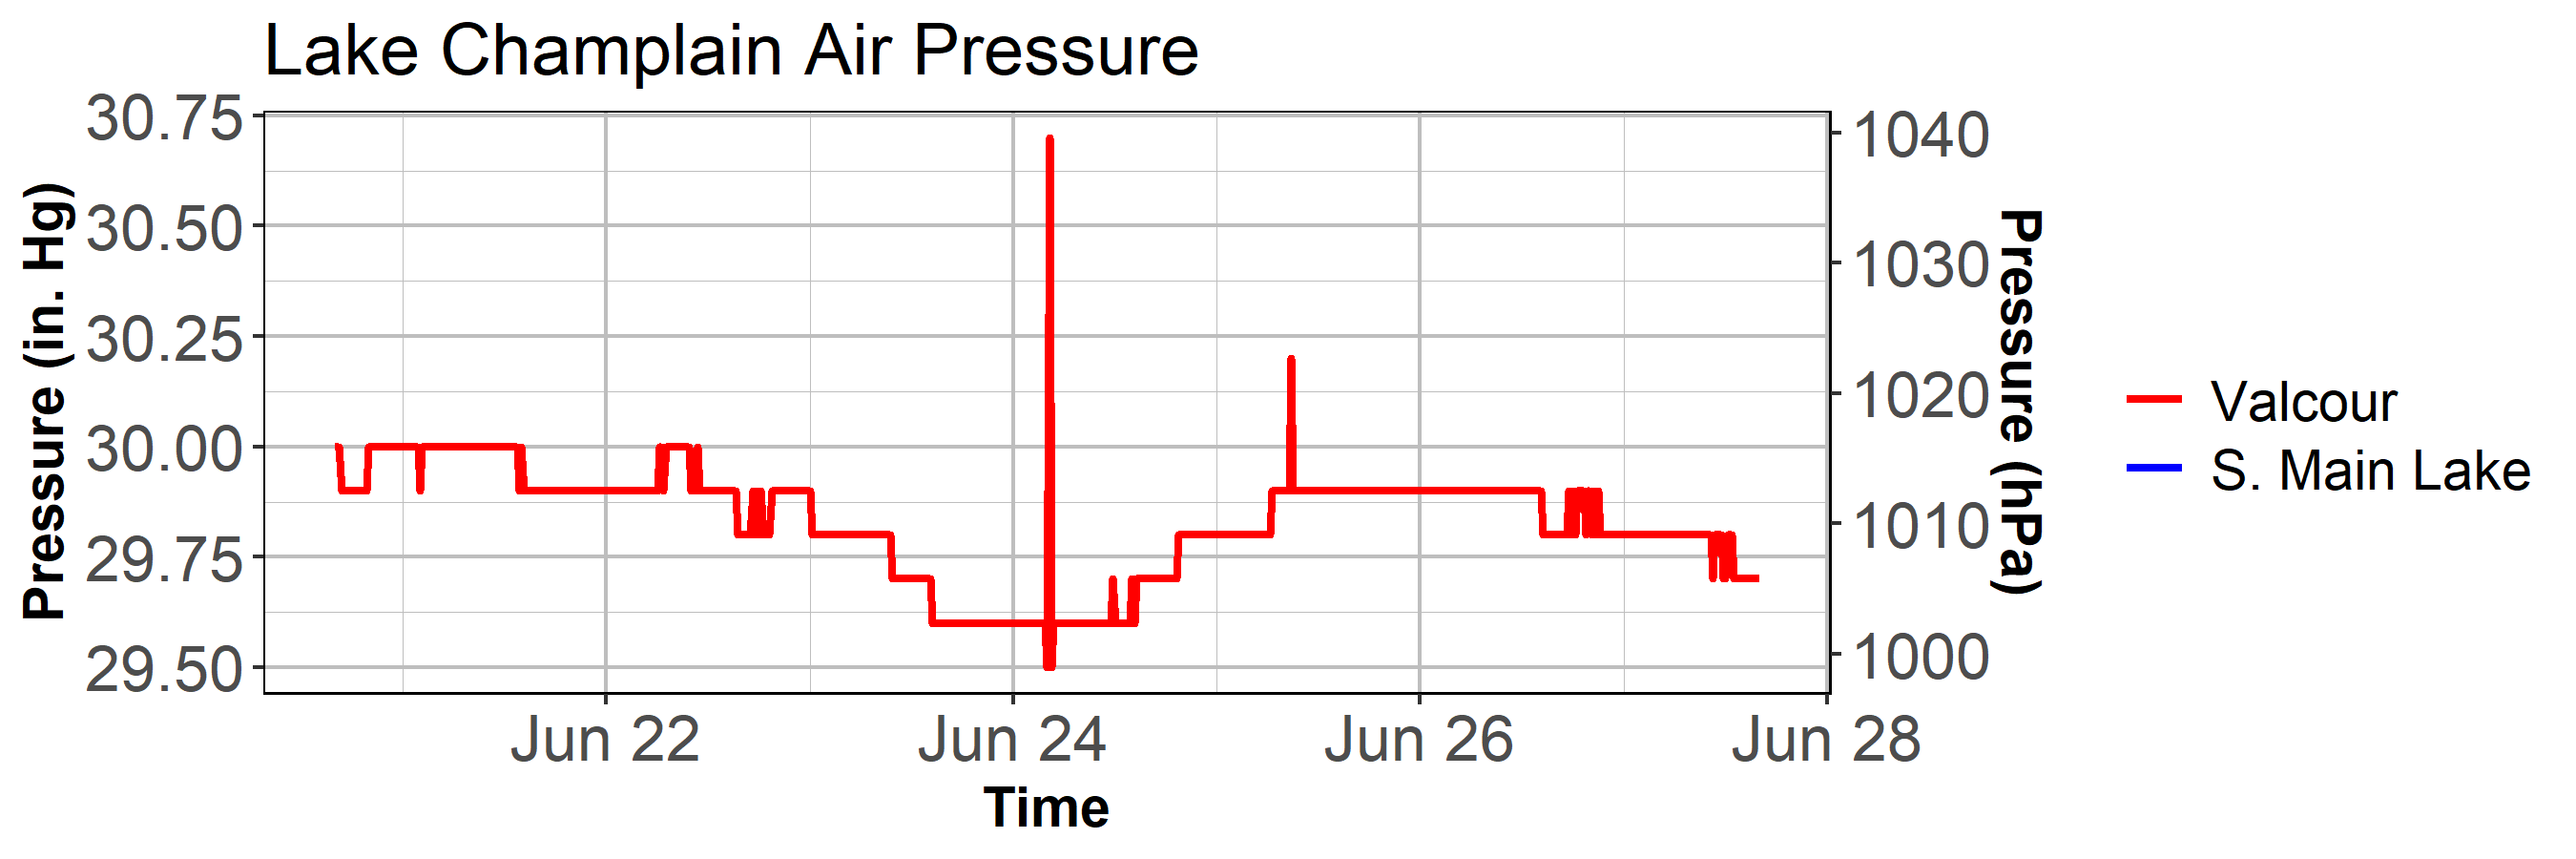 Lake Champlain Air Pressure
Pressure (in. Hg)
30.75
30.50
30.25
30.00
29.75
29.50
1040
1030
1020
1010
1000
Pressure (hPa)
Jun 22
Jun 24
Jun 26
Jun 28
Time
Valcour
S. Main Lake